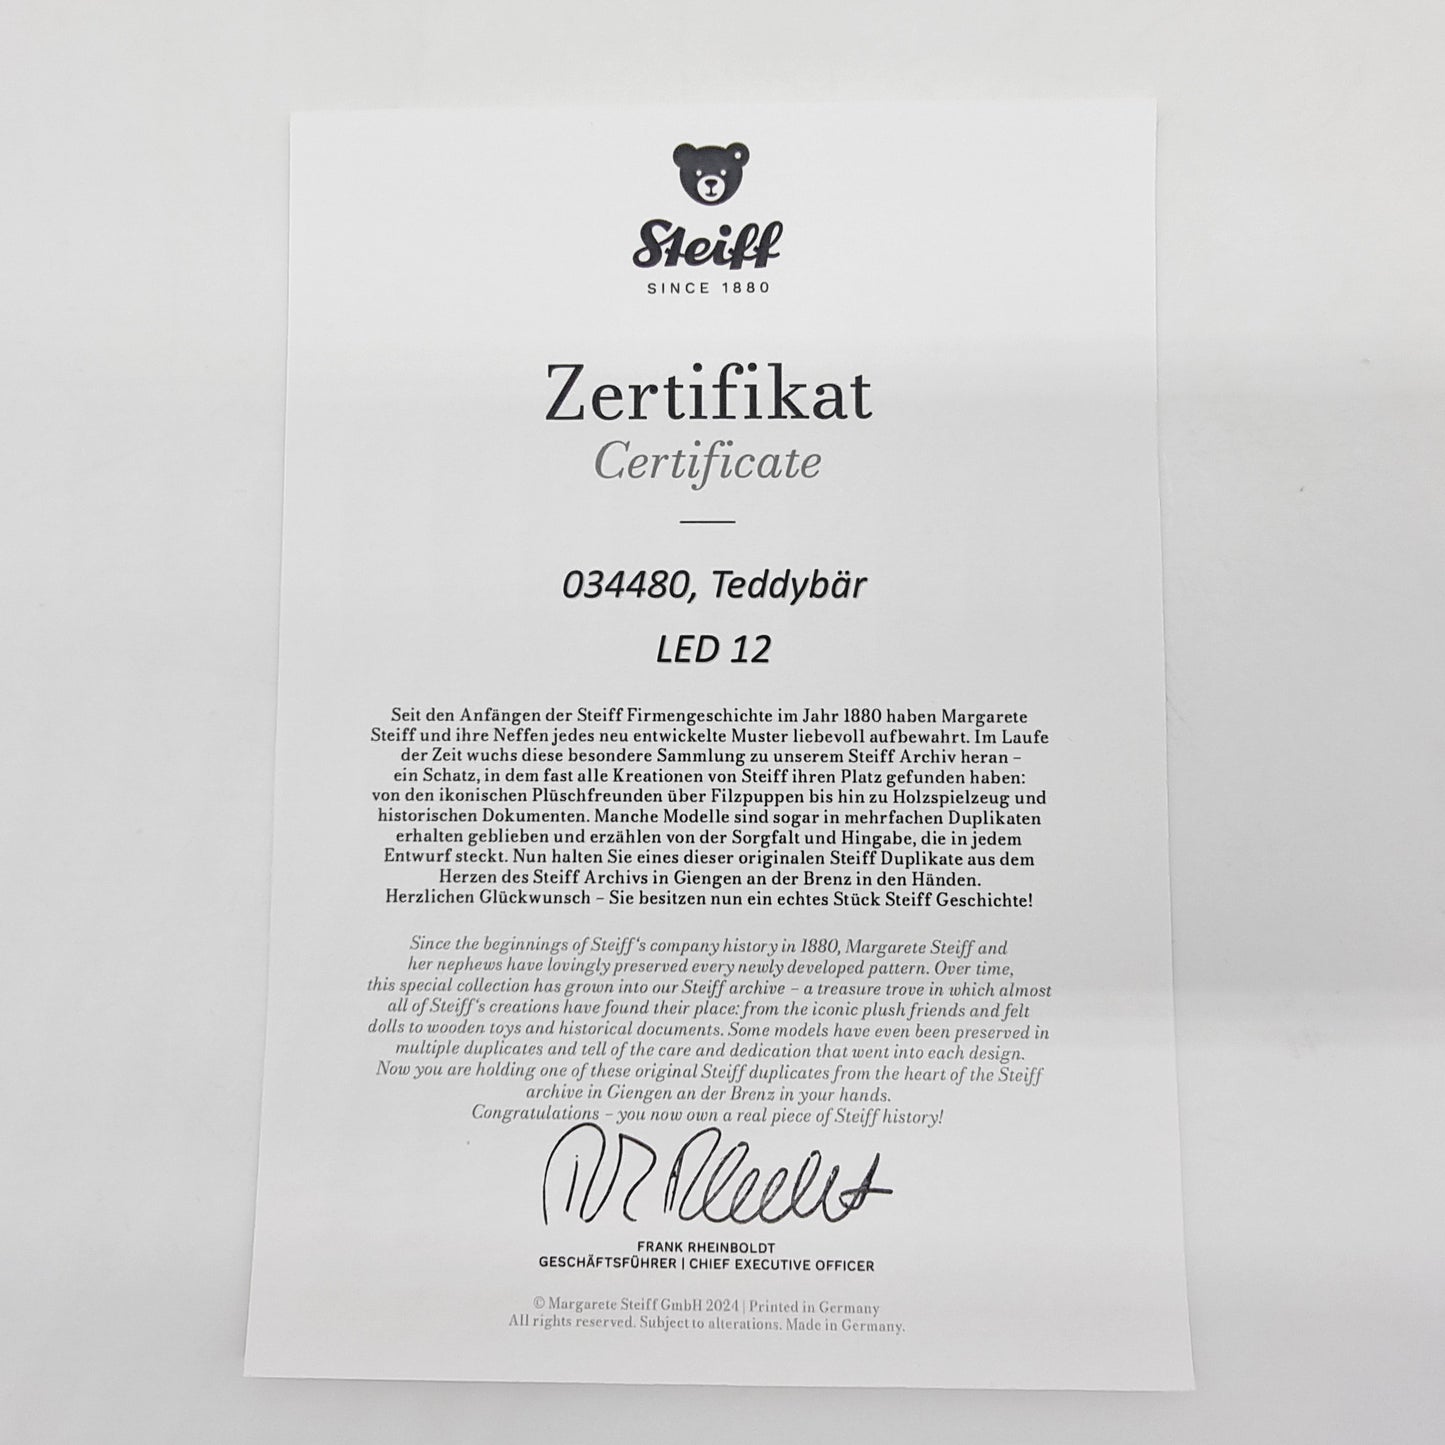 Steiff
SINCE 1880
Zertifikat
Certificate
034480, Teddybär
LED 12
Seit den Anfängen der Steiff Firmengeschichte im Jahr 1880 haben Margarete
Steiff und ihre Neffen jedes neu entwickelte Muster liebevoll aufbewahrt. Im Laufe
der Zeit wuchs diese besondere Sammlung zu unserem Steiff Archiv heran –
ein Schatz, in dem fast alle Kreationen von Steiff ihren Platz gefunden haben:
von den ikonischen Plüschfreunden über Filzpuppen bis hin zu Holzspielzeug und
historischen Dokumenten. Manche Modelle sind sogar in mehrfachen Duplikaten
erhalten geblieben und erzählen von der Sorgfalt und Hingabe, die in jedem
Entwurf steckt. Nun halten Sie eines dieser originalen Steiff Duplikate aus dem
Herzen des Steiff Archivs in Giengen an der Brenz in den Händen.
Herzlichen Glückwunsch – Sie besitzen nun ein echtes Stück Steiff Geschichte!
Since the beginnings of Steiff‘s company history in 1880, Margarete Steiff and
her nephews have lovingly preserved every newly developed pattern. Over time,
this special collection has grown into our Steiff archive – a treasure trove in which almost
all of Steiff‘s creations have found their place: from the iconic plush friends and felt
dolls to wooden toys and historical documents. Some models have even been preserved in
multiple duplicates and tell of the care and dedication that went into each design.
Now you are holding one of these original Steiff duplicates from the heart of the Steiff
archive in Giengen an der Brenz in your hands.
Congratulations – you now own a real piece of Steiff history!
FRANK RHEINBOLDT
GESCHÄFTSFÜHRER | CHIEF EXECUTIVE OFFICER
© Margarete Steiff GmbH 2024 | Printed in Germany
All rights reserved. Subject to alterations. Made in Germany.